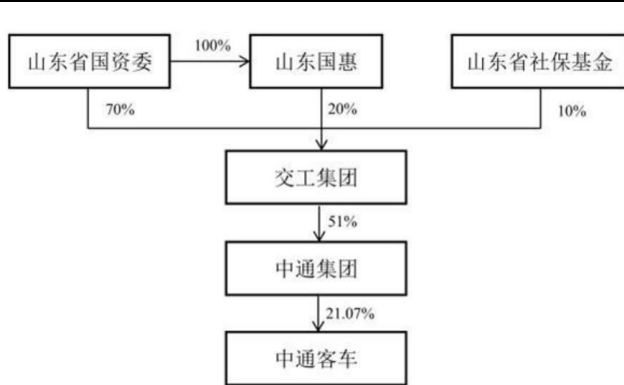 山东省国资委
100%
山东国惠
山东省社保基金
70%
20%
10%
交工集团
51%
中通集团
21.07%
中通客车